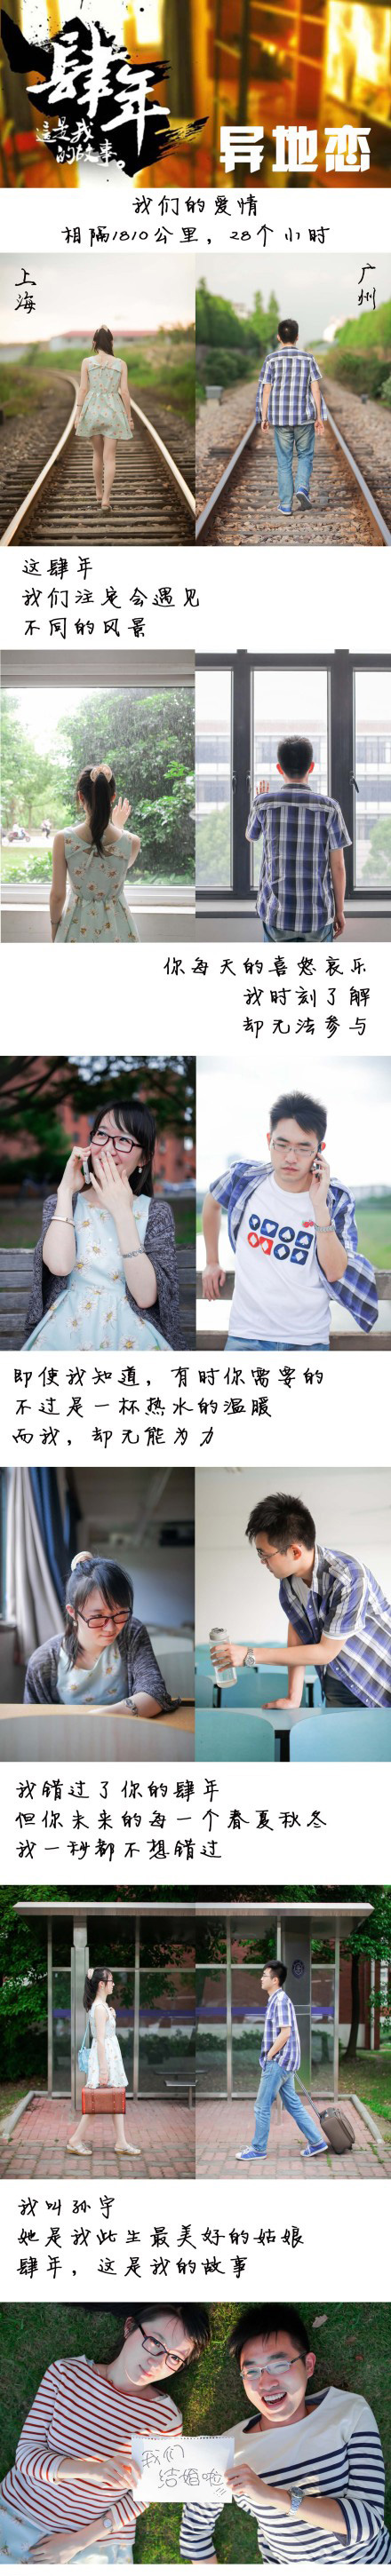 肆年
這是我
的故事。
异地恋
我们的爱情
相隔1810公里，28个小时
上海
广州
这肆年
我们注定会遇见
不同的风景
你每天的喜怒哀乐
我时刻了解
却无法参与
即使我知道，有时你需要的
不过是一杯热水的温暖
而我，却无能为力
我错过了你的肆年
但你未来的每一个春夏秋冬
我一秒都不想错过
我叫孙宇
她是我此生最美好的姑娘
肆年，这是我的故事
我们
结婚啦!!!